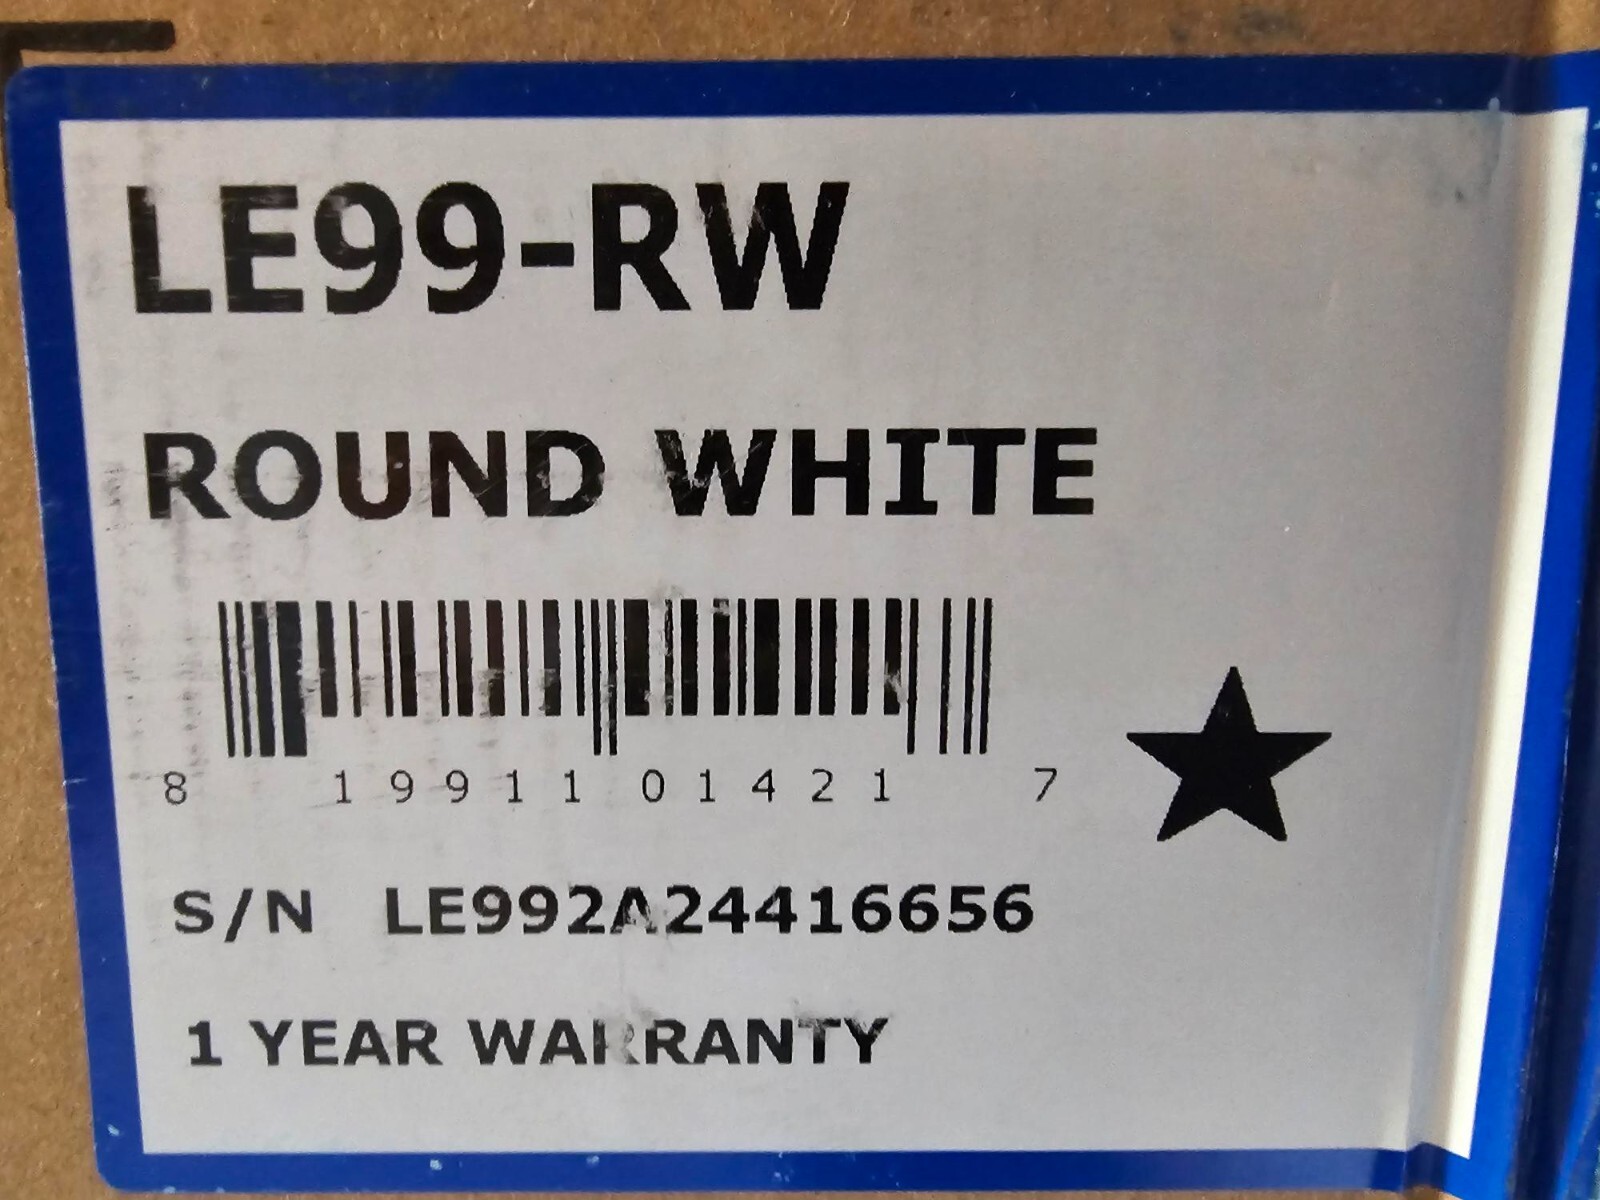 LE99-RW
ROUND WHITE
8 19911 01421 7
S/N LE992A24416656
1 YEAR WARRANTY